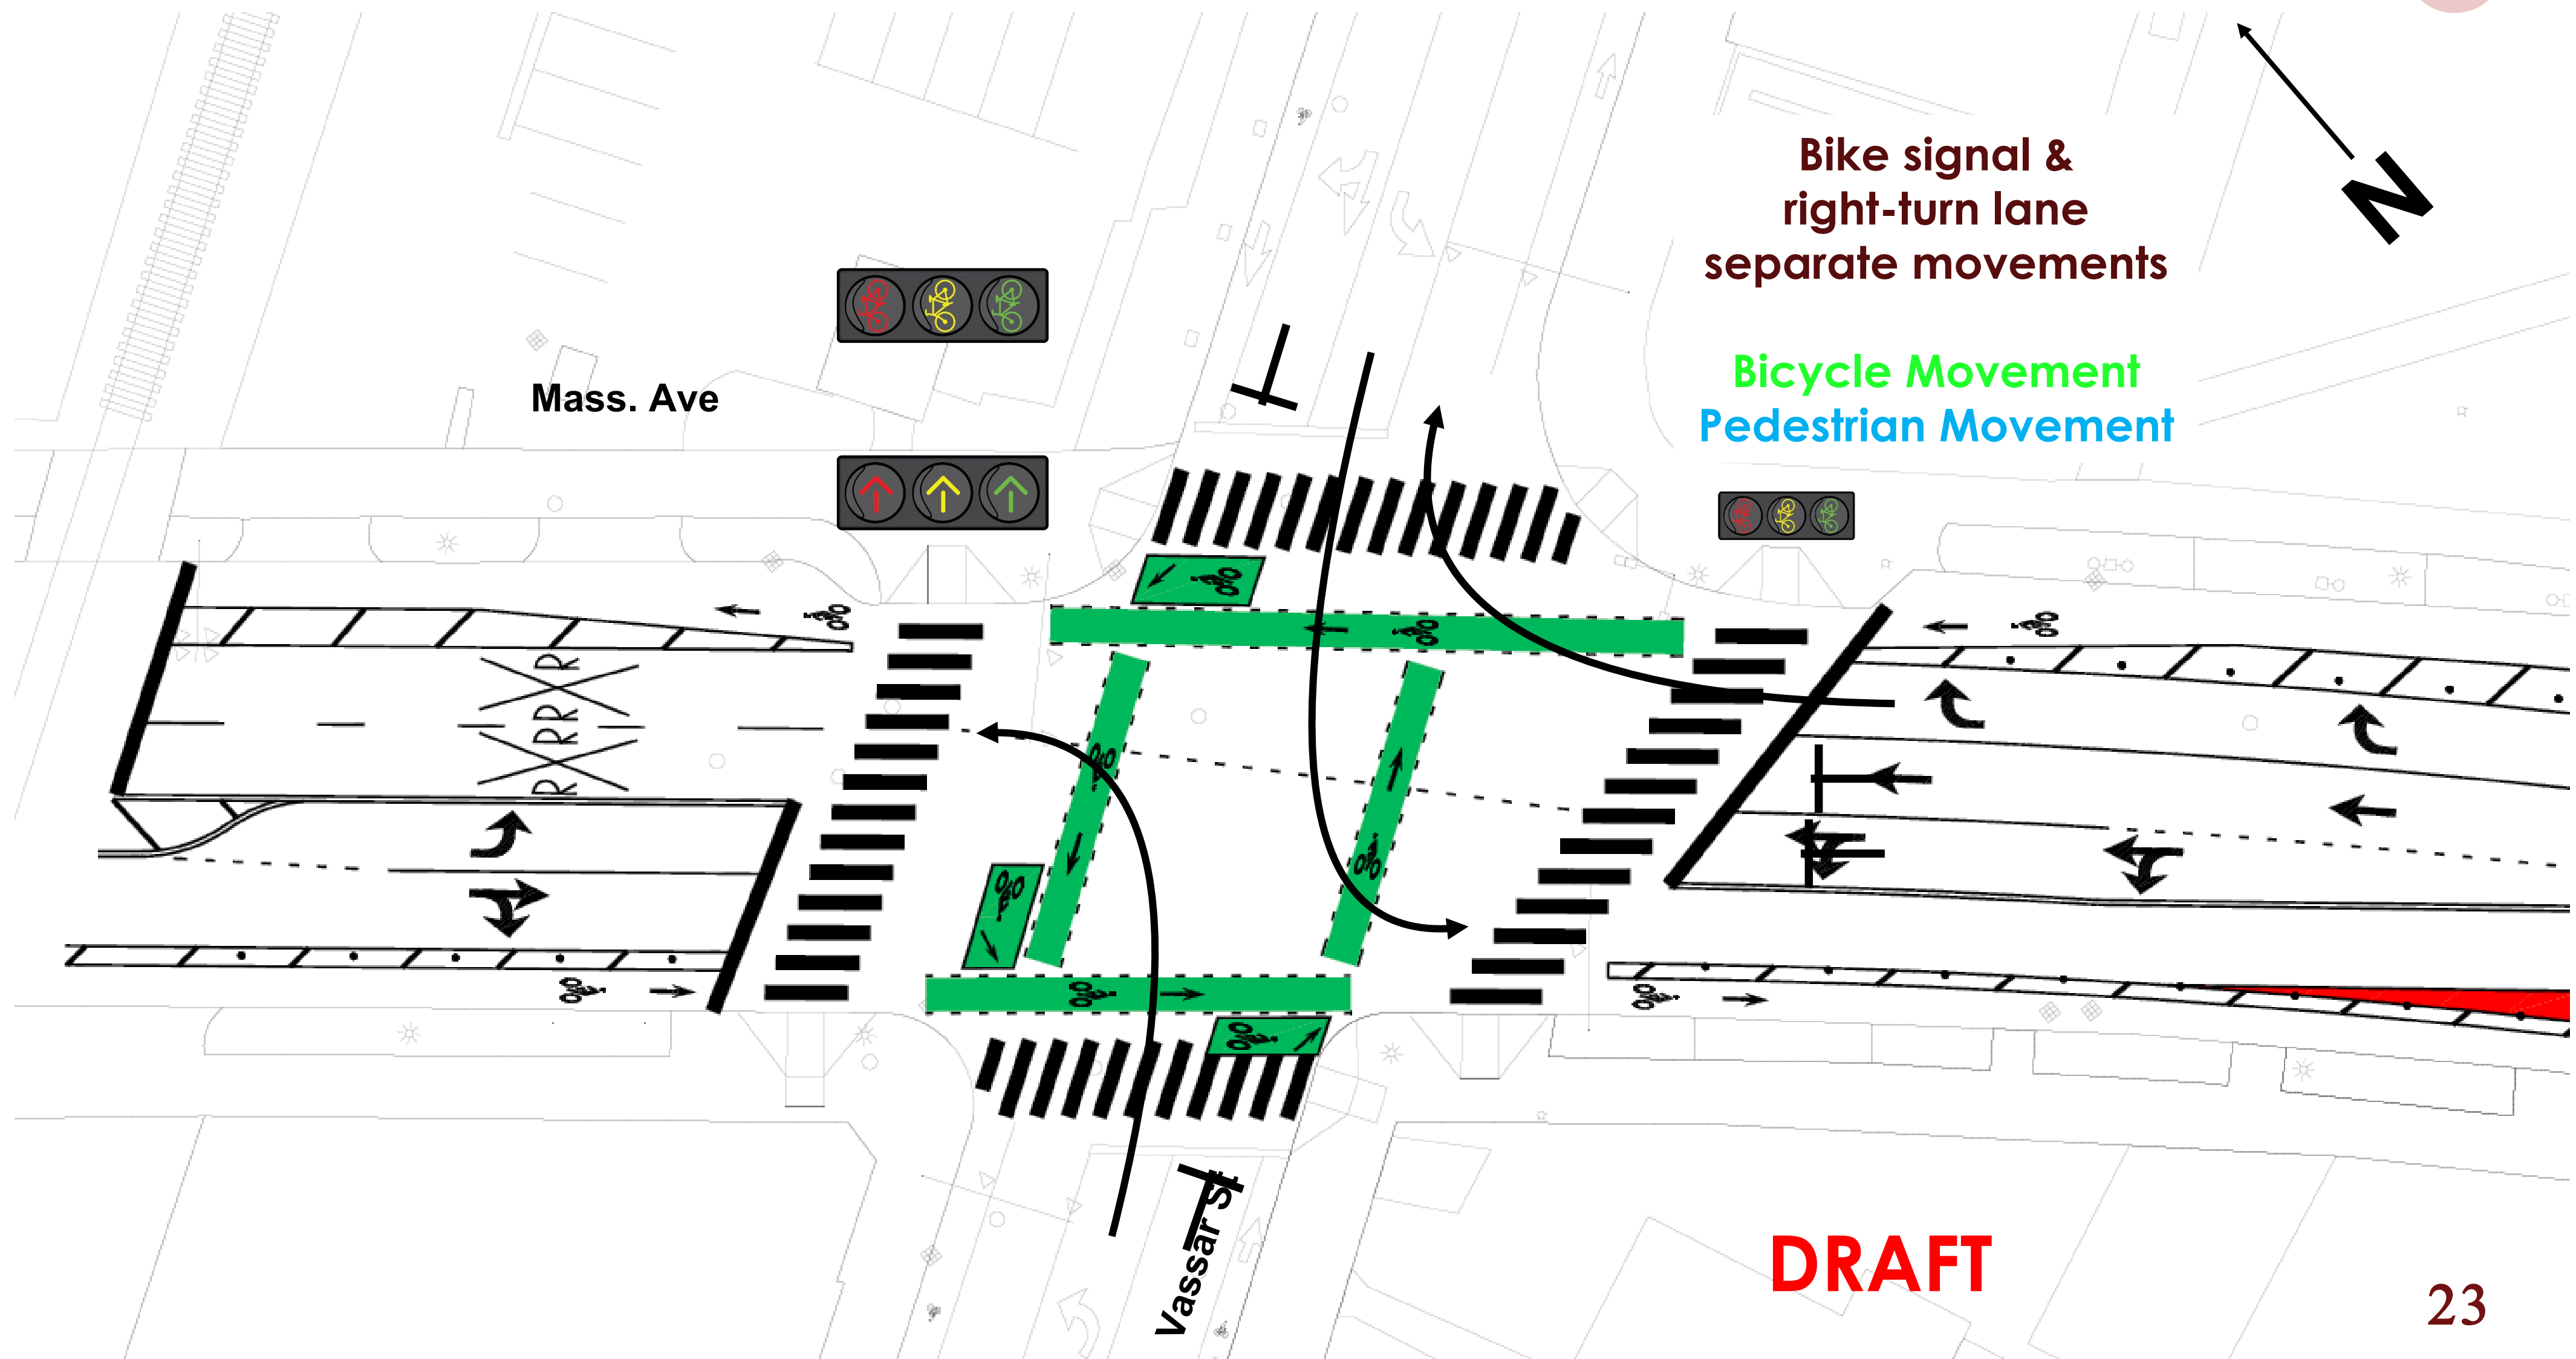 N
Bike signal &
right-turn lane
separate movements
Bicycle Movement
Pedestrian Movement
Mass. Ave
R
R R
R
Vassar St
DRAFT
23